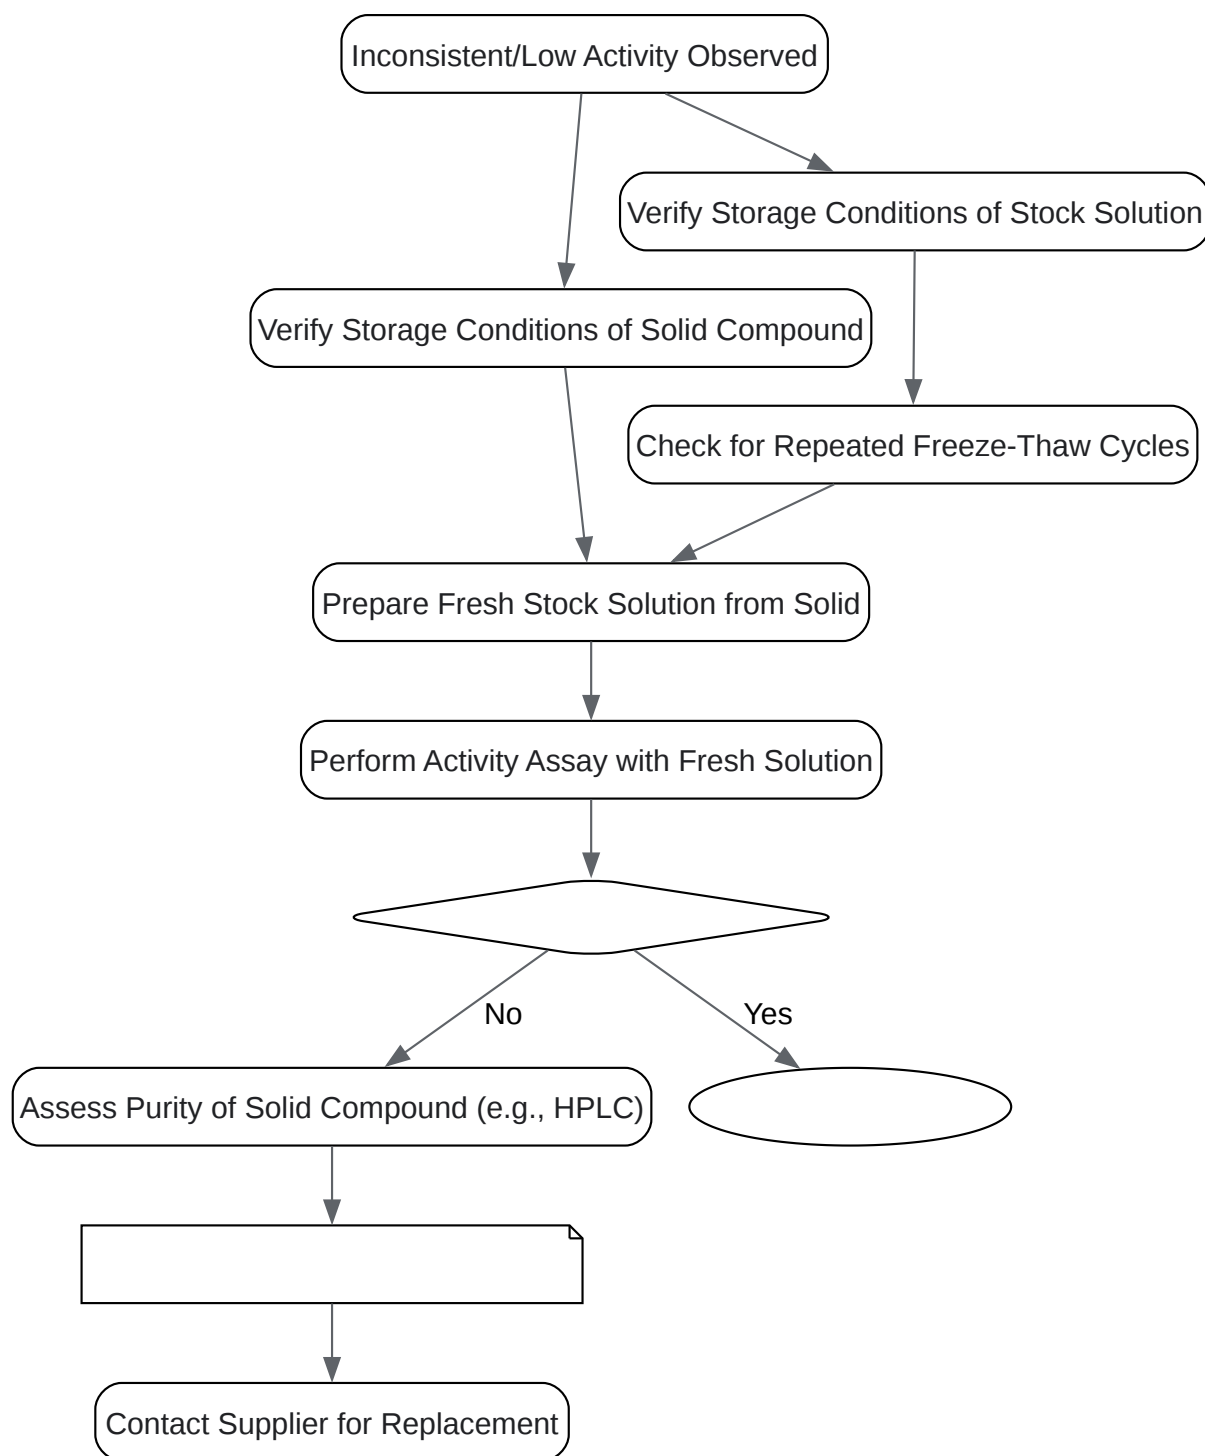 Inconsistent/Low Activity Observed
Verify Storage Conditions of Stock Solution
Verify Storage Conditions of Solid Compound
Check for Repeated Freeze-Thaw Cycles
Prepare Fresh Stock Solution from Solid
Perform Activity Assay with Fresh Solution
No
Yes
Assess Purity of Solid Compound (e.g., HPLC)
Contact Supplier for Replacement